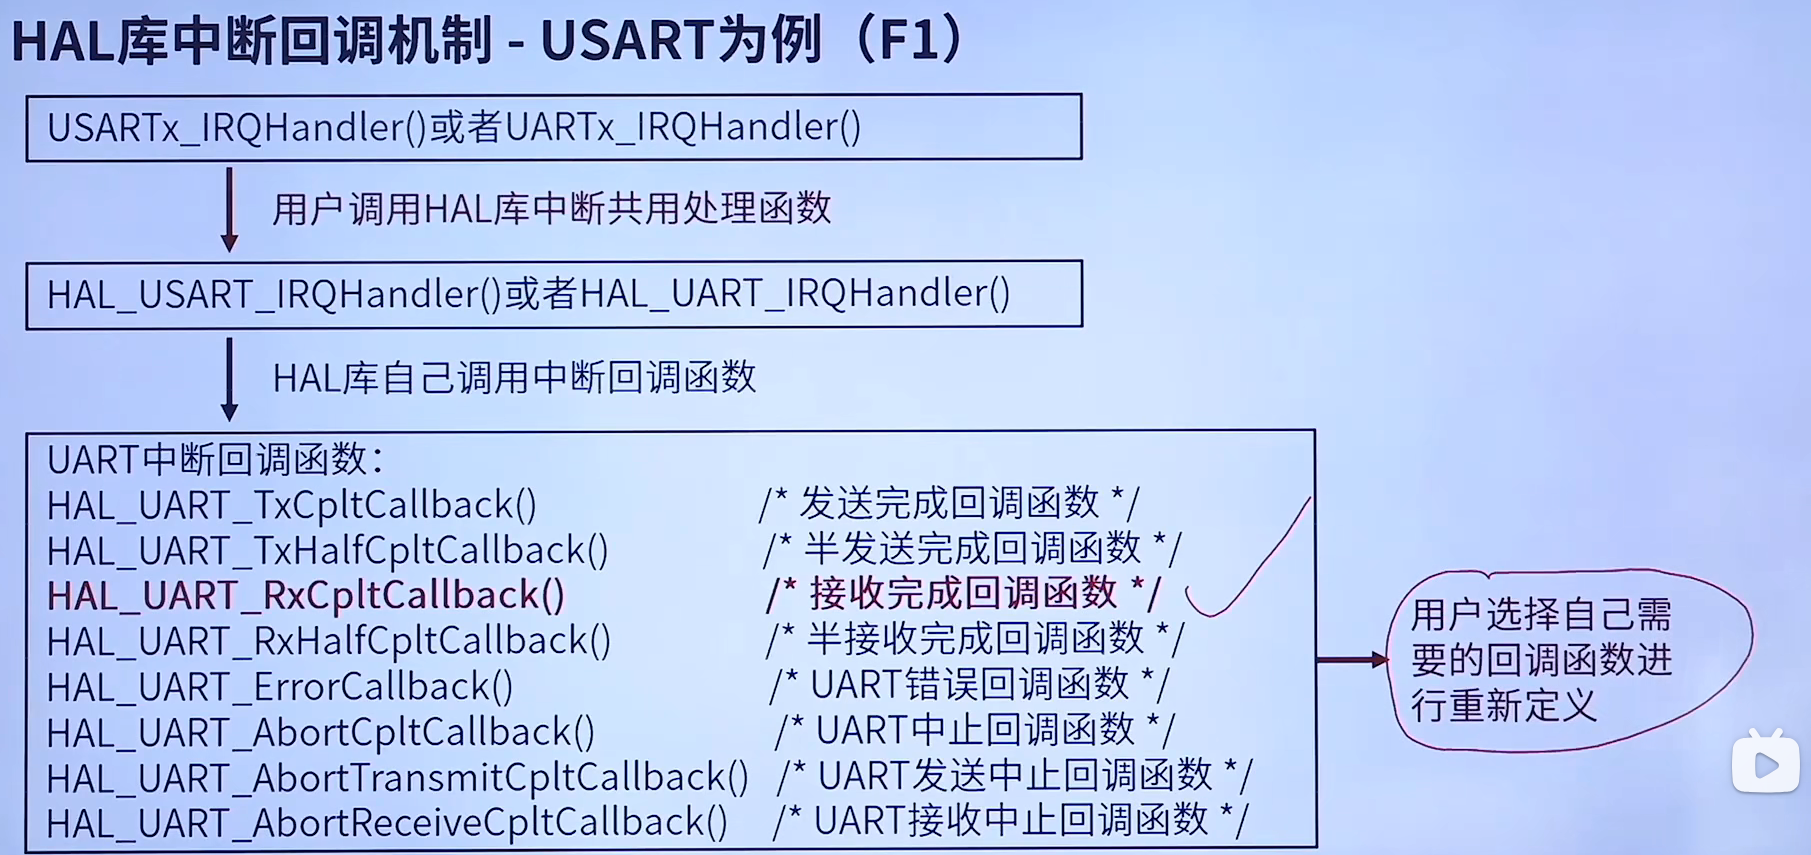 HAL库中断回调机制 - USART为例（F1）
USARTx_IRQHandler()或者UARTx_IRQHandler()
用户调用HAL库中断共用处理函数
HAL_USART_IRQHandler()或者HAL_UART_IRQHandler()
HAL库自己调用中断回调函数
UART中断回调函数：
HAL_UART_TxCpltCallback() /* 发送完成回调函数 */
HAL_UART_TxHalfCpltCallback() /* 半发送完成回调函数 */
HAL_UART_RxCpltCallback() /* 接收完成回调函数 */
HAL_UART_RxHalfCpltCallback() /* 半接收完成回调函数 */
HAL_UART_ErrorCallback() /* UART错误回调函数 */
HAL_UART_AbortCpltCallback() /* UART中止回调函数 */
HAL_UART_AbortTransmitCpltCallback() /* UART发送中止回调函数 */
HAL_UART_AbortReceiveCpltCallback() /* UART接收中止回调函数 */
用户选择自己需
要的回调函数进
行重新定义